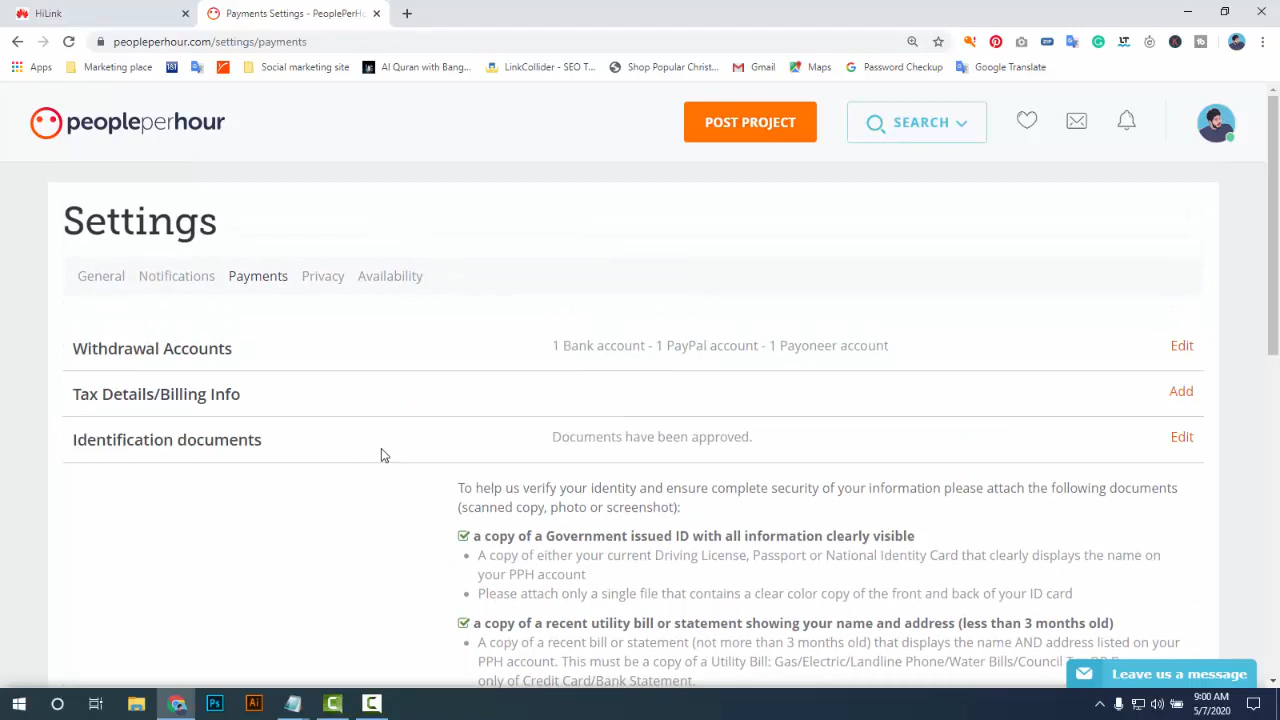 HiLink
Payments Settings - PeoplePerHo
peopleperhour.com/settings/payments
Apps Marketing place Social marketing site Al Quran with Bang... LinkCollider - SEO T... Shop Popular Christ... Gmail Maps Password Checkup Google Translate
peopleperhour
POST PROJECT
SEARCH
Settings
General Notifications Payments Privacy Availability
Withdrawal Accounts 1 Bank account - 1 PayPal account - 1 Payoneer account Edit
Tax Details/Billing Info Add
Identification documents Documents have been approved. Edit
To help us verify your identity and ensure complete security of your information please attach the following documents
(scanned copy, photo or screenshot):
a copy of a Government issued ID with all information clearly visible
A copy of either your current Driving License, Passport or National Identity Card that clearly displays the name on
your PPH account
Please attach only a single file that contains a clear color copy of the front and back of your ID card
a copy of a recent utility bill or statement showing your name and address (less than 3 months old)
A copy of a recent bill or statement (not more than 3 months old) that displays the name AND address listed on your
PPH account. This must be a copy of a Utility Bill: Gas/Electric/Landline Phone/Water Bills/Council
only of Credit Card/Bank Statement.
Leave us a message
Ps Ai
9:00 AM
5/7/2020